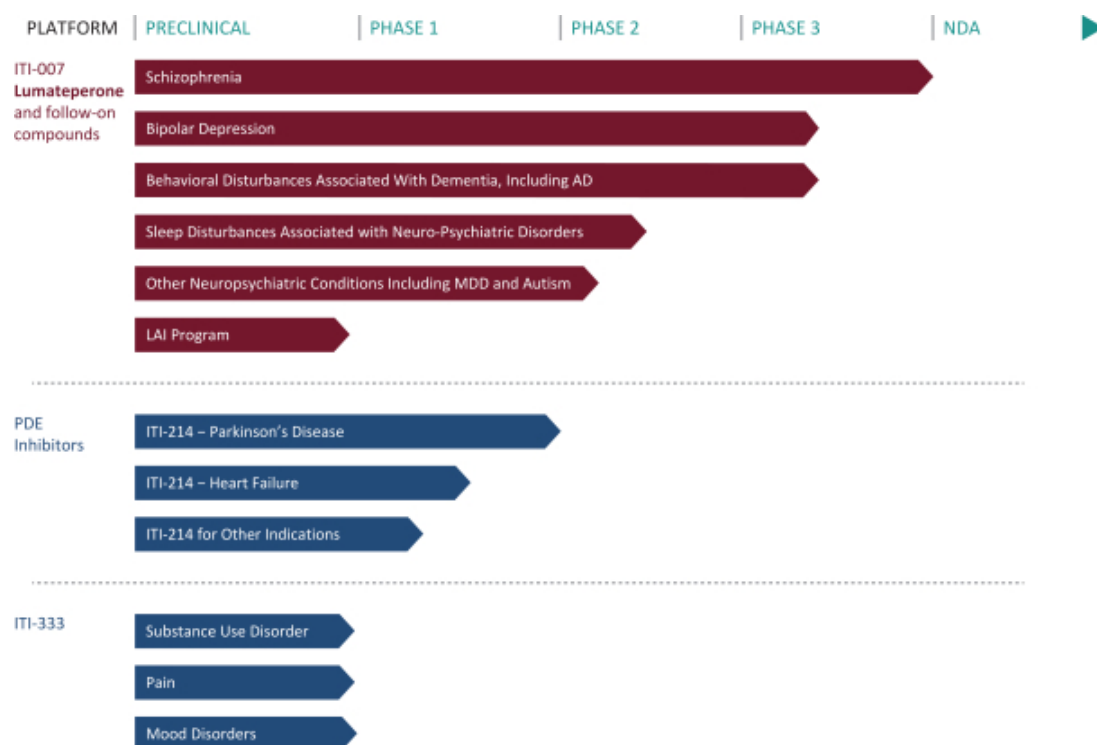 PLATFORM PRECLINICAL PHASE 1 PHASE 2 PHASE 3 NDA
ITI-007
Lumateperone
and follow-on
compounds
Schizophrenia
Bipolar Depression
Behavioral Disturbances Associated With Dementia, Including AD
Sleep Disturbances Associated with Neuro-Psychiatric Disorders
Other Neuropsychiatric Conditions Including MDD and Autism
LAI Program
PDE
Inhibitors
ITI-214 – Parkinson's Disease
ITI-214 – Heart Failure
ITI-214 for Other Indications
ITI-333
Substance Use Disorder
Pain
Mood Disorders